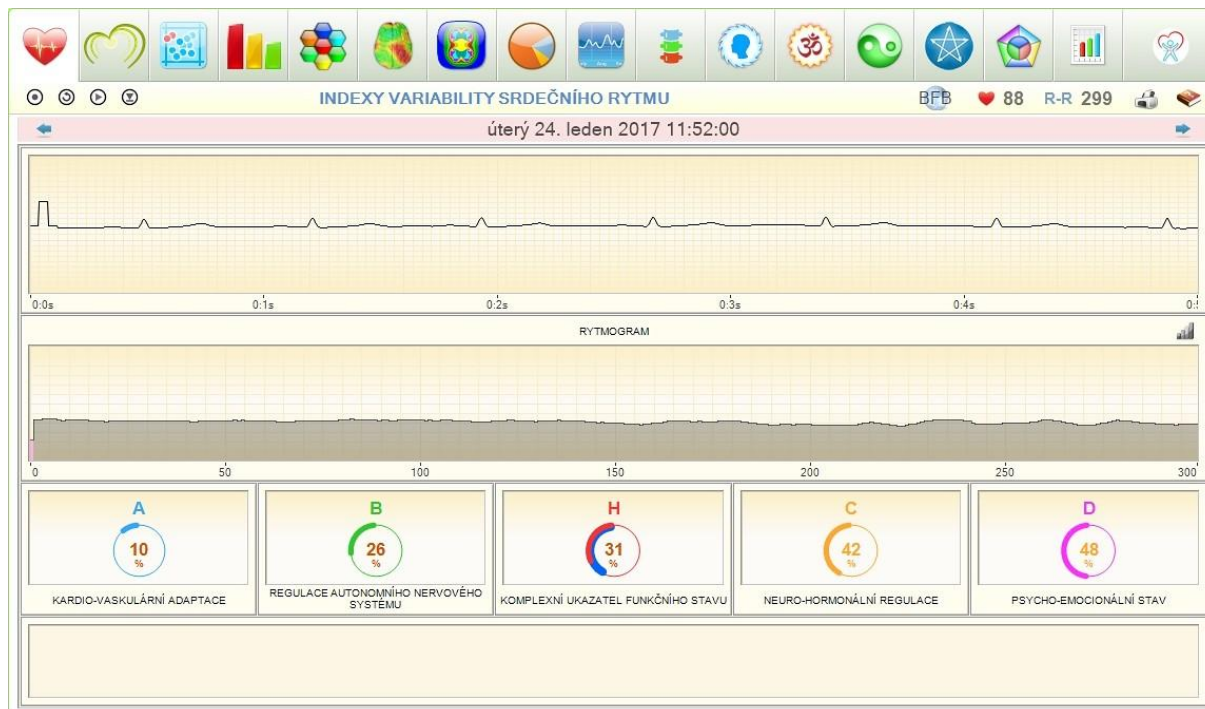 INDEXY VARIABILITY SRDEČNÍHO RYTMU
BFB
88
R-R 299
úterý 24. leden 2017 11:52:00
0:0s 0:1s 0:2s 0:3s 0:4s 0:
RYTMOGRAM
0 50 100 150 200 250 300
A
10
%
KARDIO-VASKULÁRNÍ ADAPTACE
B
26
%
REGULACE AUTONOMNÍHO NERVOVÉHO
SYSTÉMU
H
31
%
KOMPLEXNÍ UKAZATEL FUNKČNÍHO STAVU
C
42
%
NEURO-HORMONÁLNÍ REGULACE
D
48
%
PSYCHO-EMOCIONÁLNÍ STAV